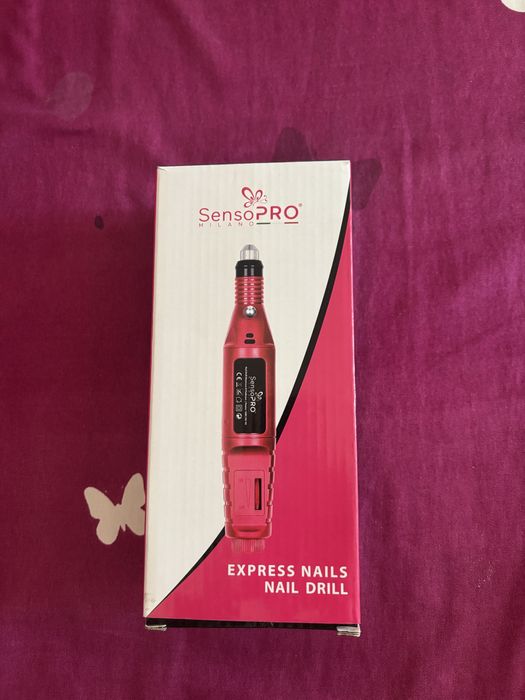 SensoPRO®
MILANO
SensoPRO
EXPRESS NAILS
NAIL DRILL